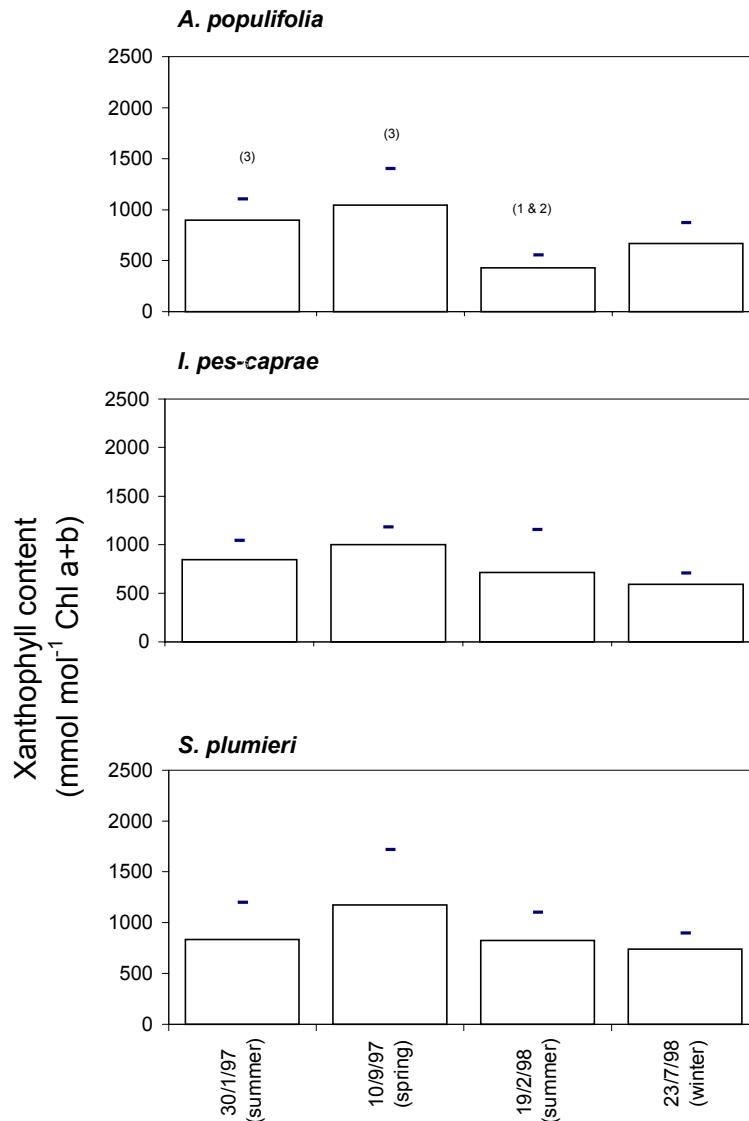 A. populifolia
2500
2000
1500
1000
500
0
(3)
(3)
(1 & 2)
I. pes-caprae
2500
2000
1500
1000
500
0
Xanthophyll content
(mmol mol⁻¹ Chl a+b)
S. plumieri
2500
2000
1500
1000
500
0
30/1/97
(summer)
10/9/97
(spring)
19/2/98
(summer)
23/7/98
(winter)